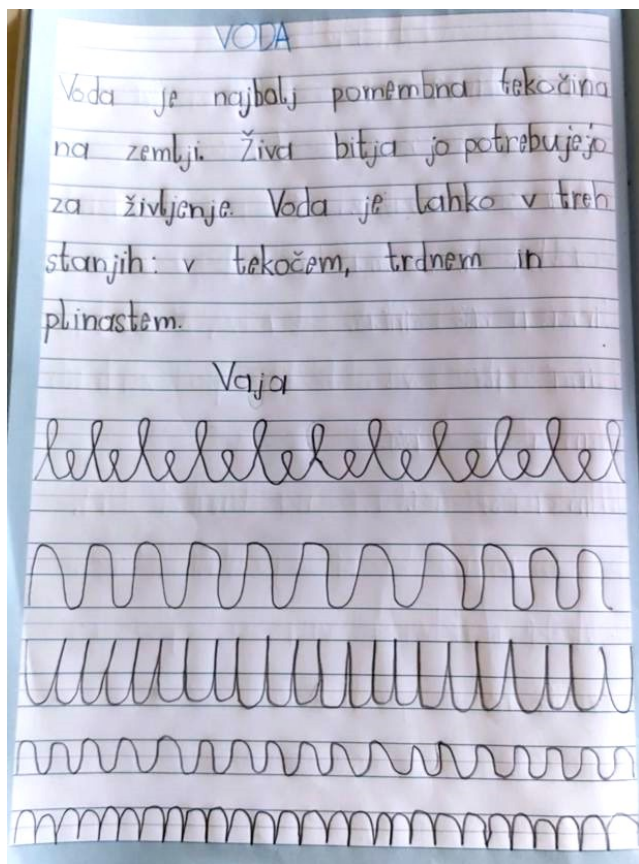 VODA
Voda je najbolj pomembna tekočina
na zemlji. Živa bitja jo potrebujejo
za življenje. Voda je lahko v treh
stanjih: v tekočem, trdnem in
plinastem.
Vaja